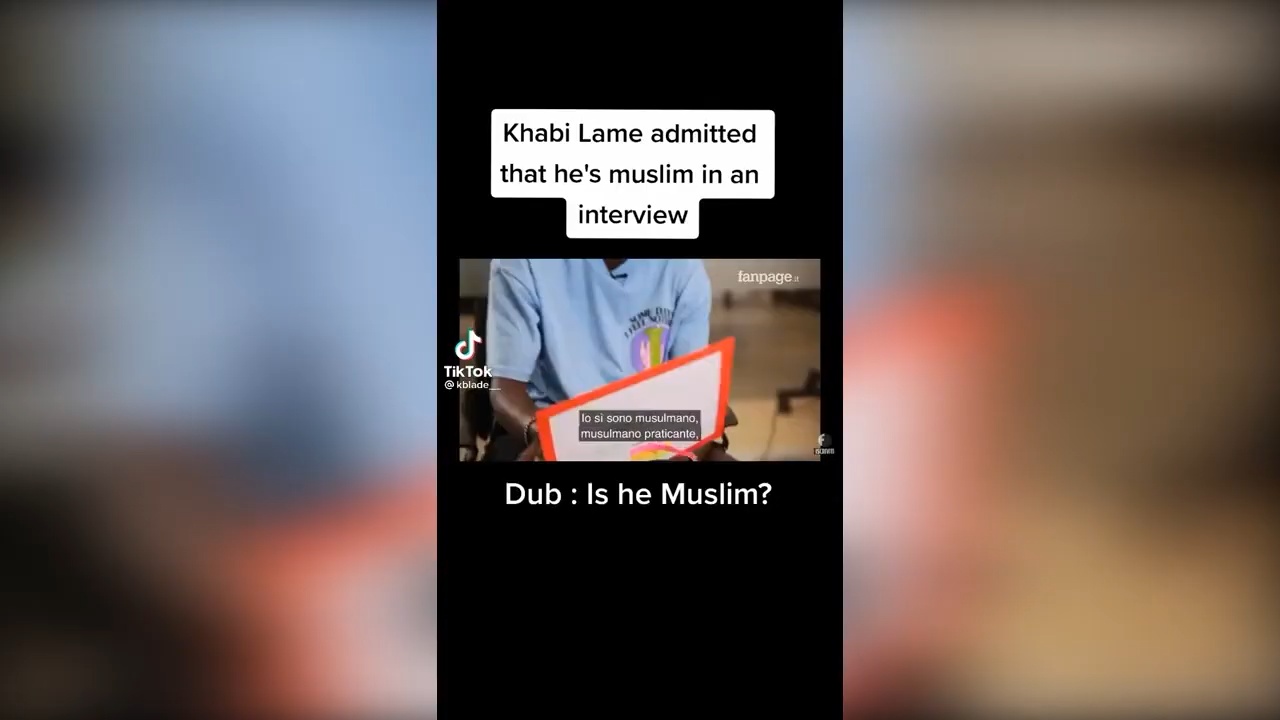 Khabi Lame admitted
that he's muslim in an
interview
fanpage.it
TikTok
@kblade__
Io si sono musulmano,
musulmano praticante,
ISCRIVITI
Dub : Is he Muslim?